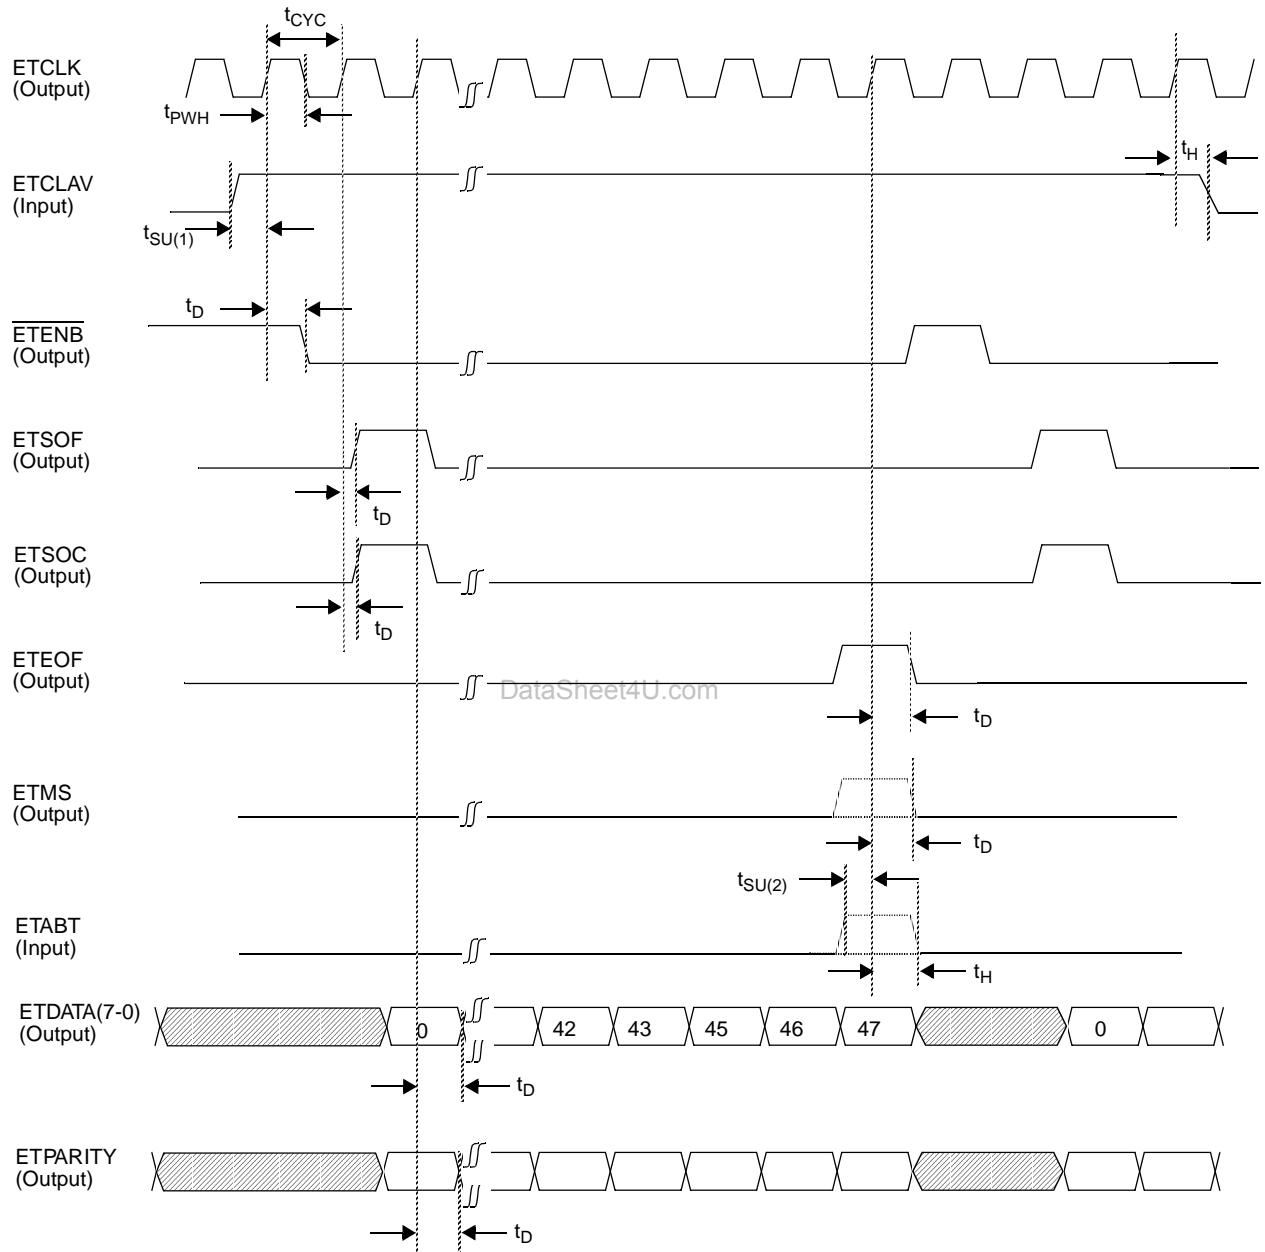 tCYC
ETCLK
(Output)
tPWH
tH
ETCLAV
(Input)
tSU(1)
tD
ETENB
(Output)
ETSOF
(Output)
tD
ETSOC
(Output)
tD
ETEOF
(Output)
DataSheet4U.com
tD
ETMS
(Output)
tD
tSU(2)
ETABT
(Input)
tH
ETDATA(7-0)
(Output)
0 42 43 45 46 47 0
tD
ETPARITY
(Output)
tD